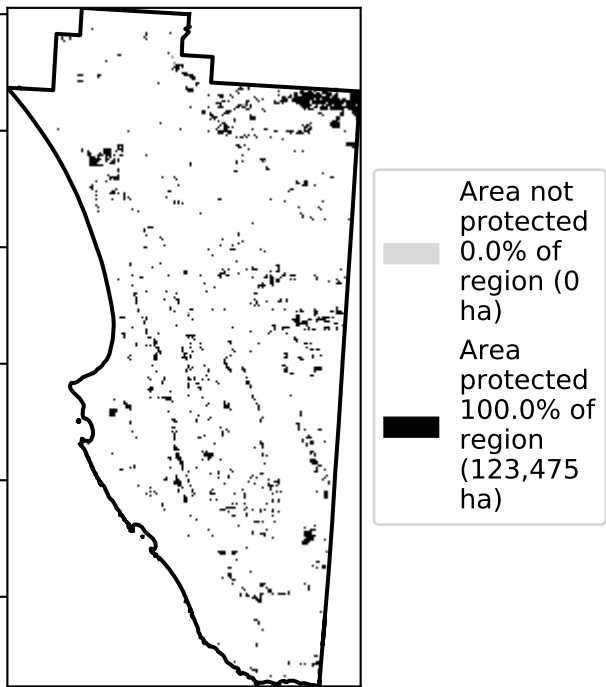 Area not
protected
0.0% of
region (0
ha)
Area
protected
100.0% of
region
(123,475
ha)